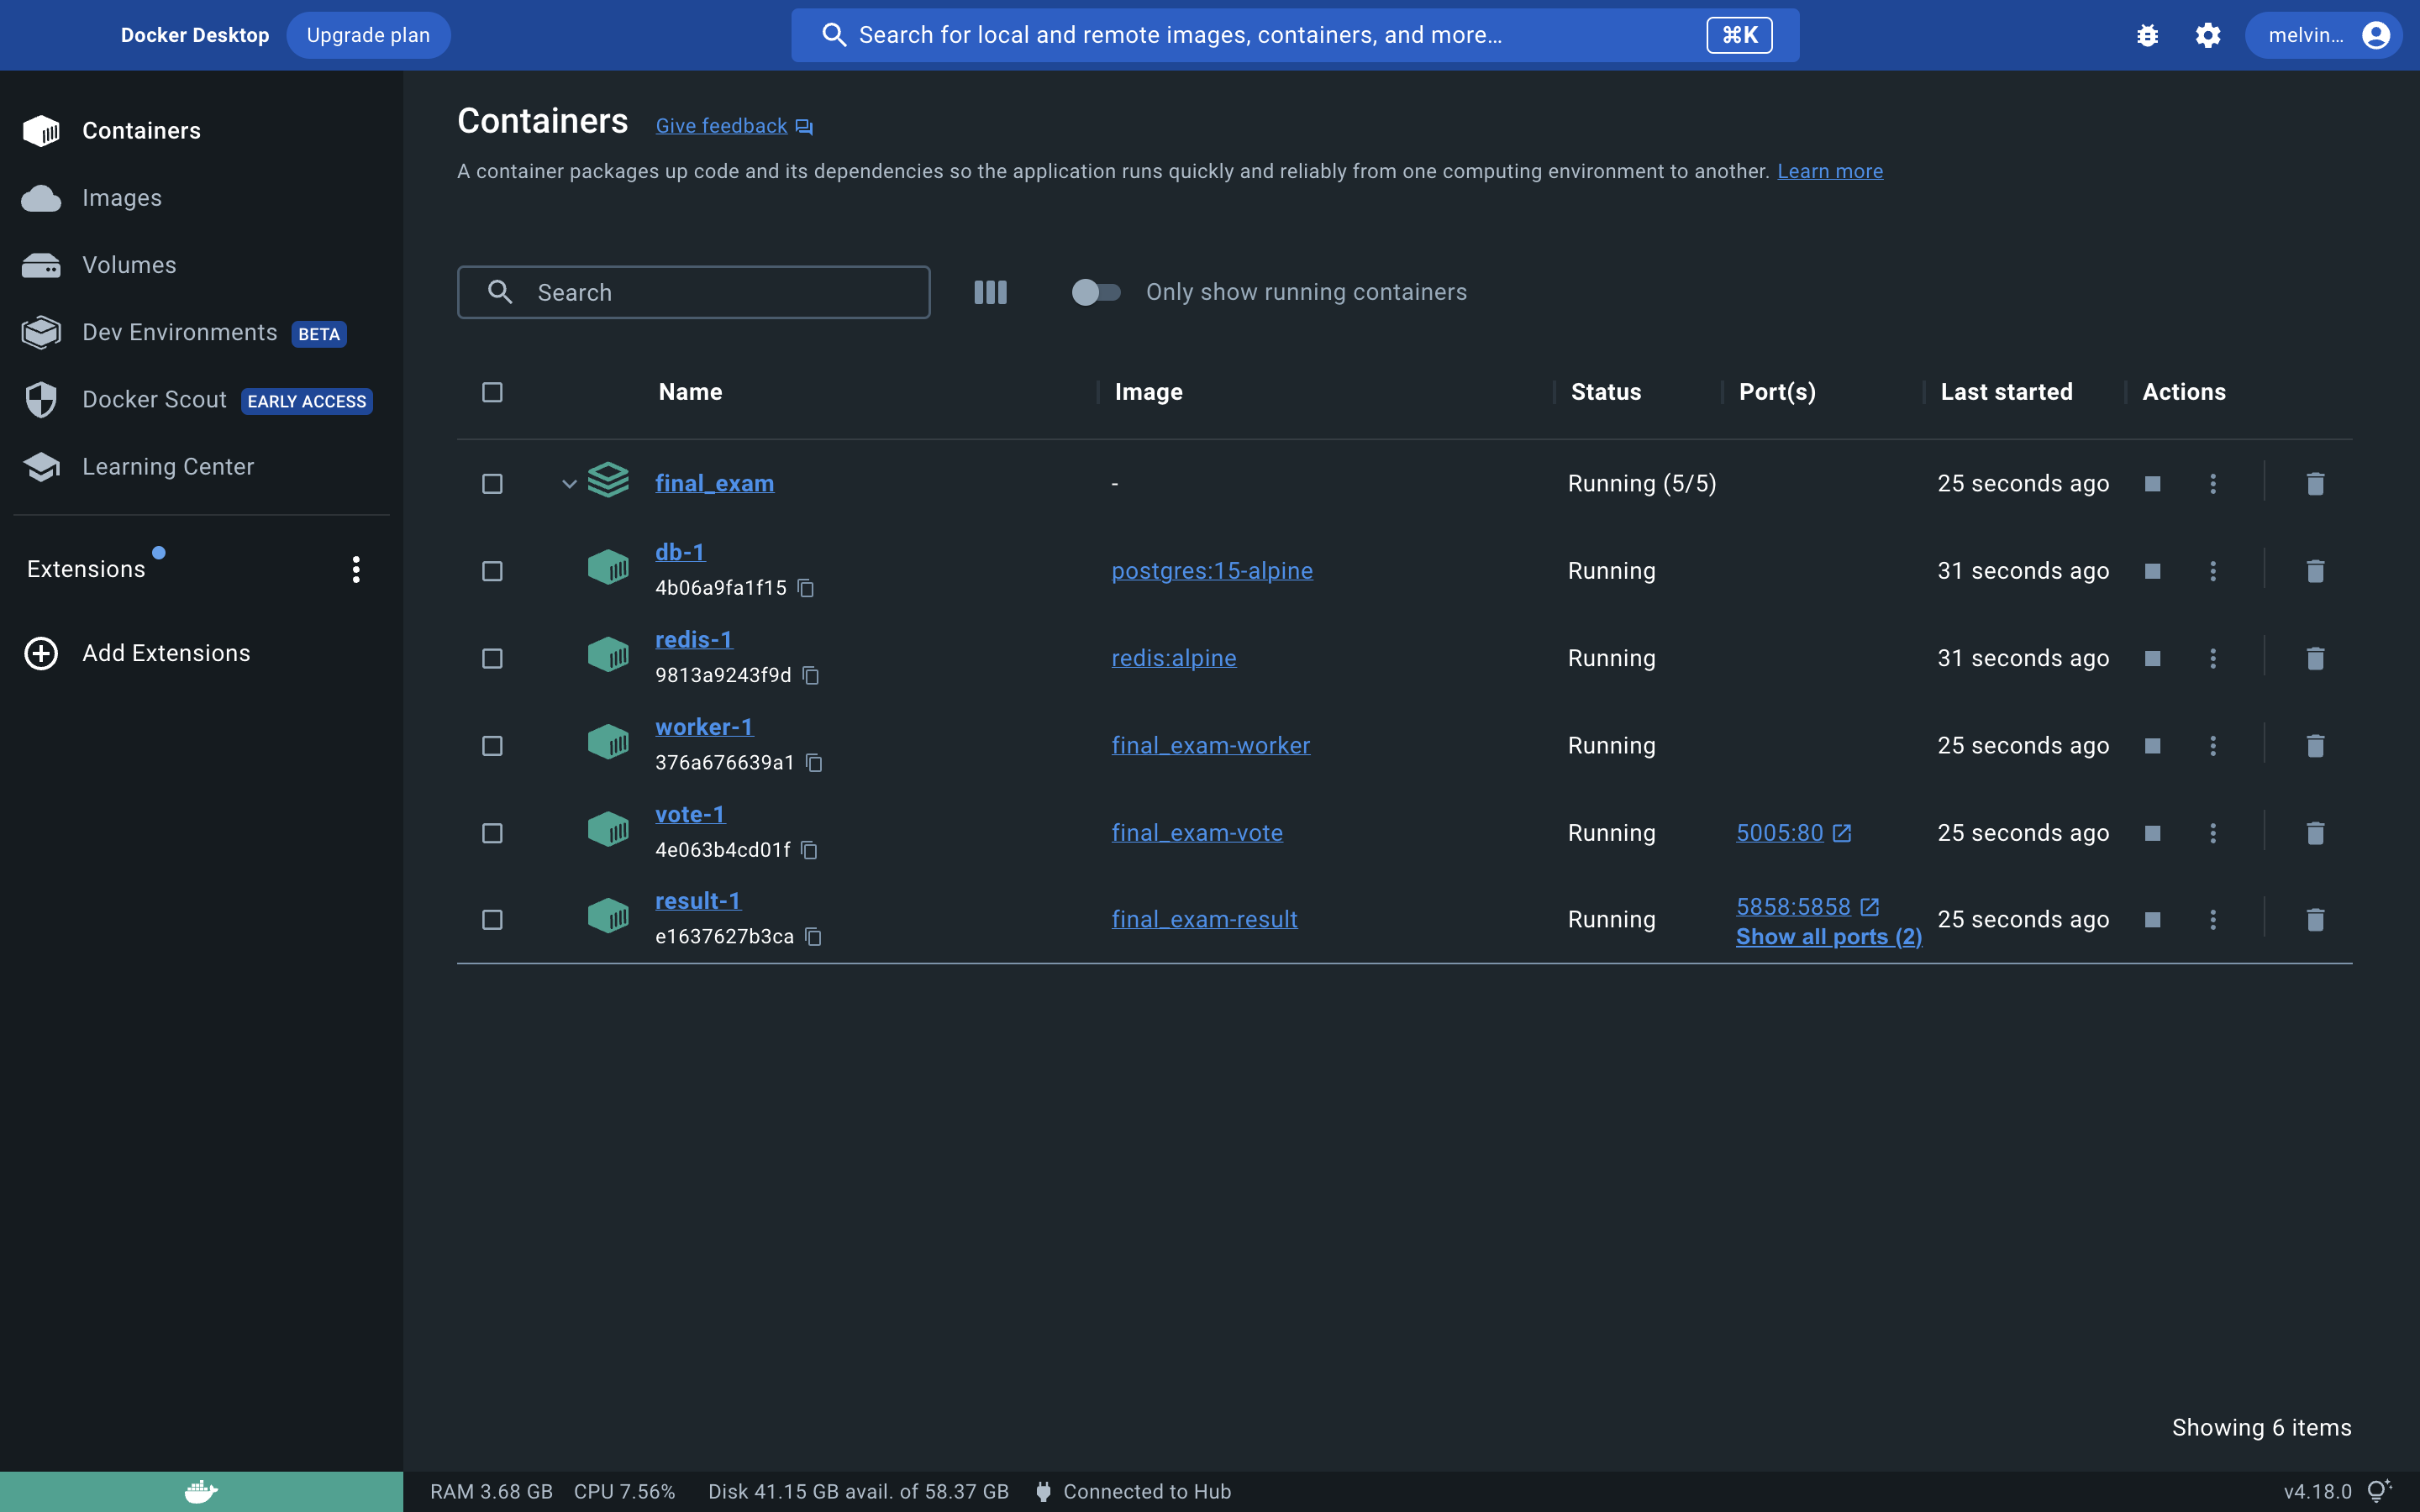 Docker Desktop Upgrade plan Search for local and remote images, containers, and more… ⌘K melvin…
Containers
Images
Volumes
Dev Environments BETA
Docker Scout EARLY ACCESS
Learning Center
Extensions
Add Extensions
Containers Give feedback
A container packages up code and its dependencies so the application runs quickly and reliably from one computing environment to another. Learn more
Search Only show running containers
Name Image Status Port(s) Last started Actions
final_exam - Running (5/5) 25 seconds ago
db-1
4b06a9fa1f15
postgres:15-alpine Running 31 seconds ago
redis-1
9813a9243f9d
redis:alpine Running 31 seconds ago
worker-1
376a676639a1
final_exam-worker Running 25 seconds ago
vote-1
4e063b4cd01f
final_exam-vote Running 5005:80 25 seconds ago
result-1
e1637627b3ca
final_exam-result Running 5858:5858
Show all ports (2)
25 seconds ago
Showing 6 items
RAM 3.68 GB CPU 7.56% Disk 41.15 GB avail. of 58.37 GB Connected to Hub v4.18.0